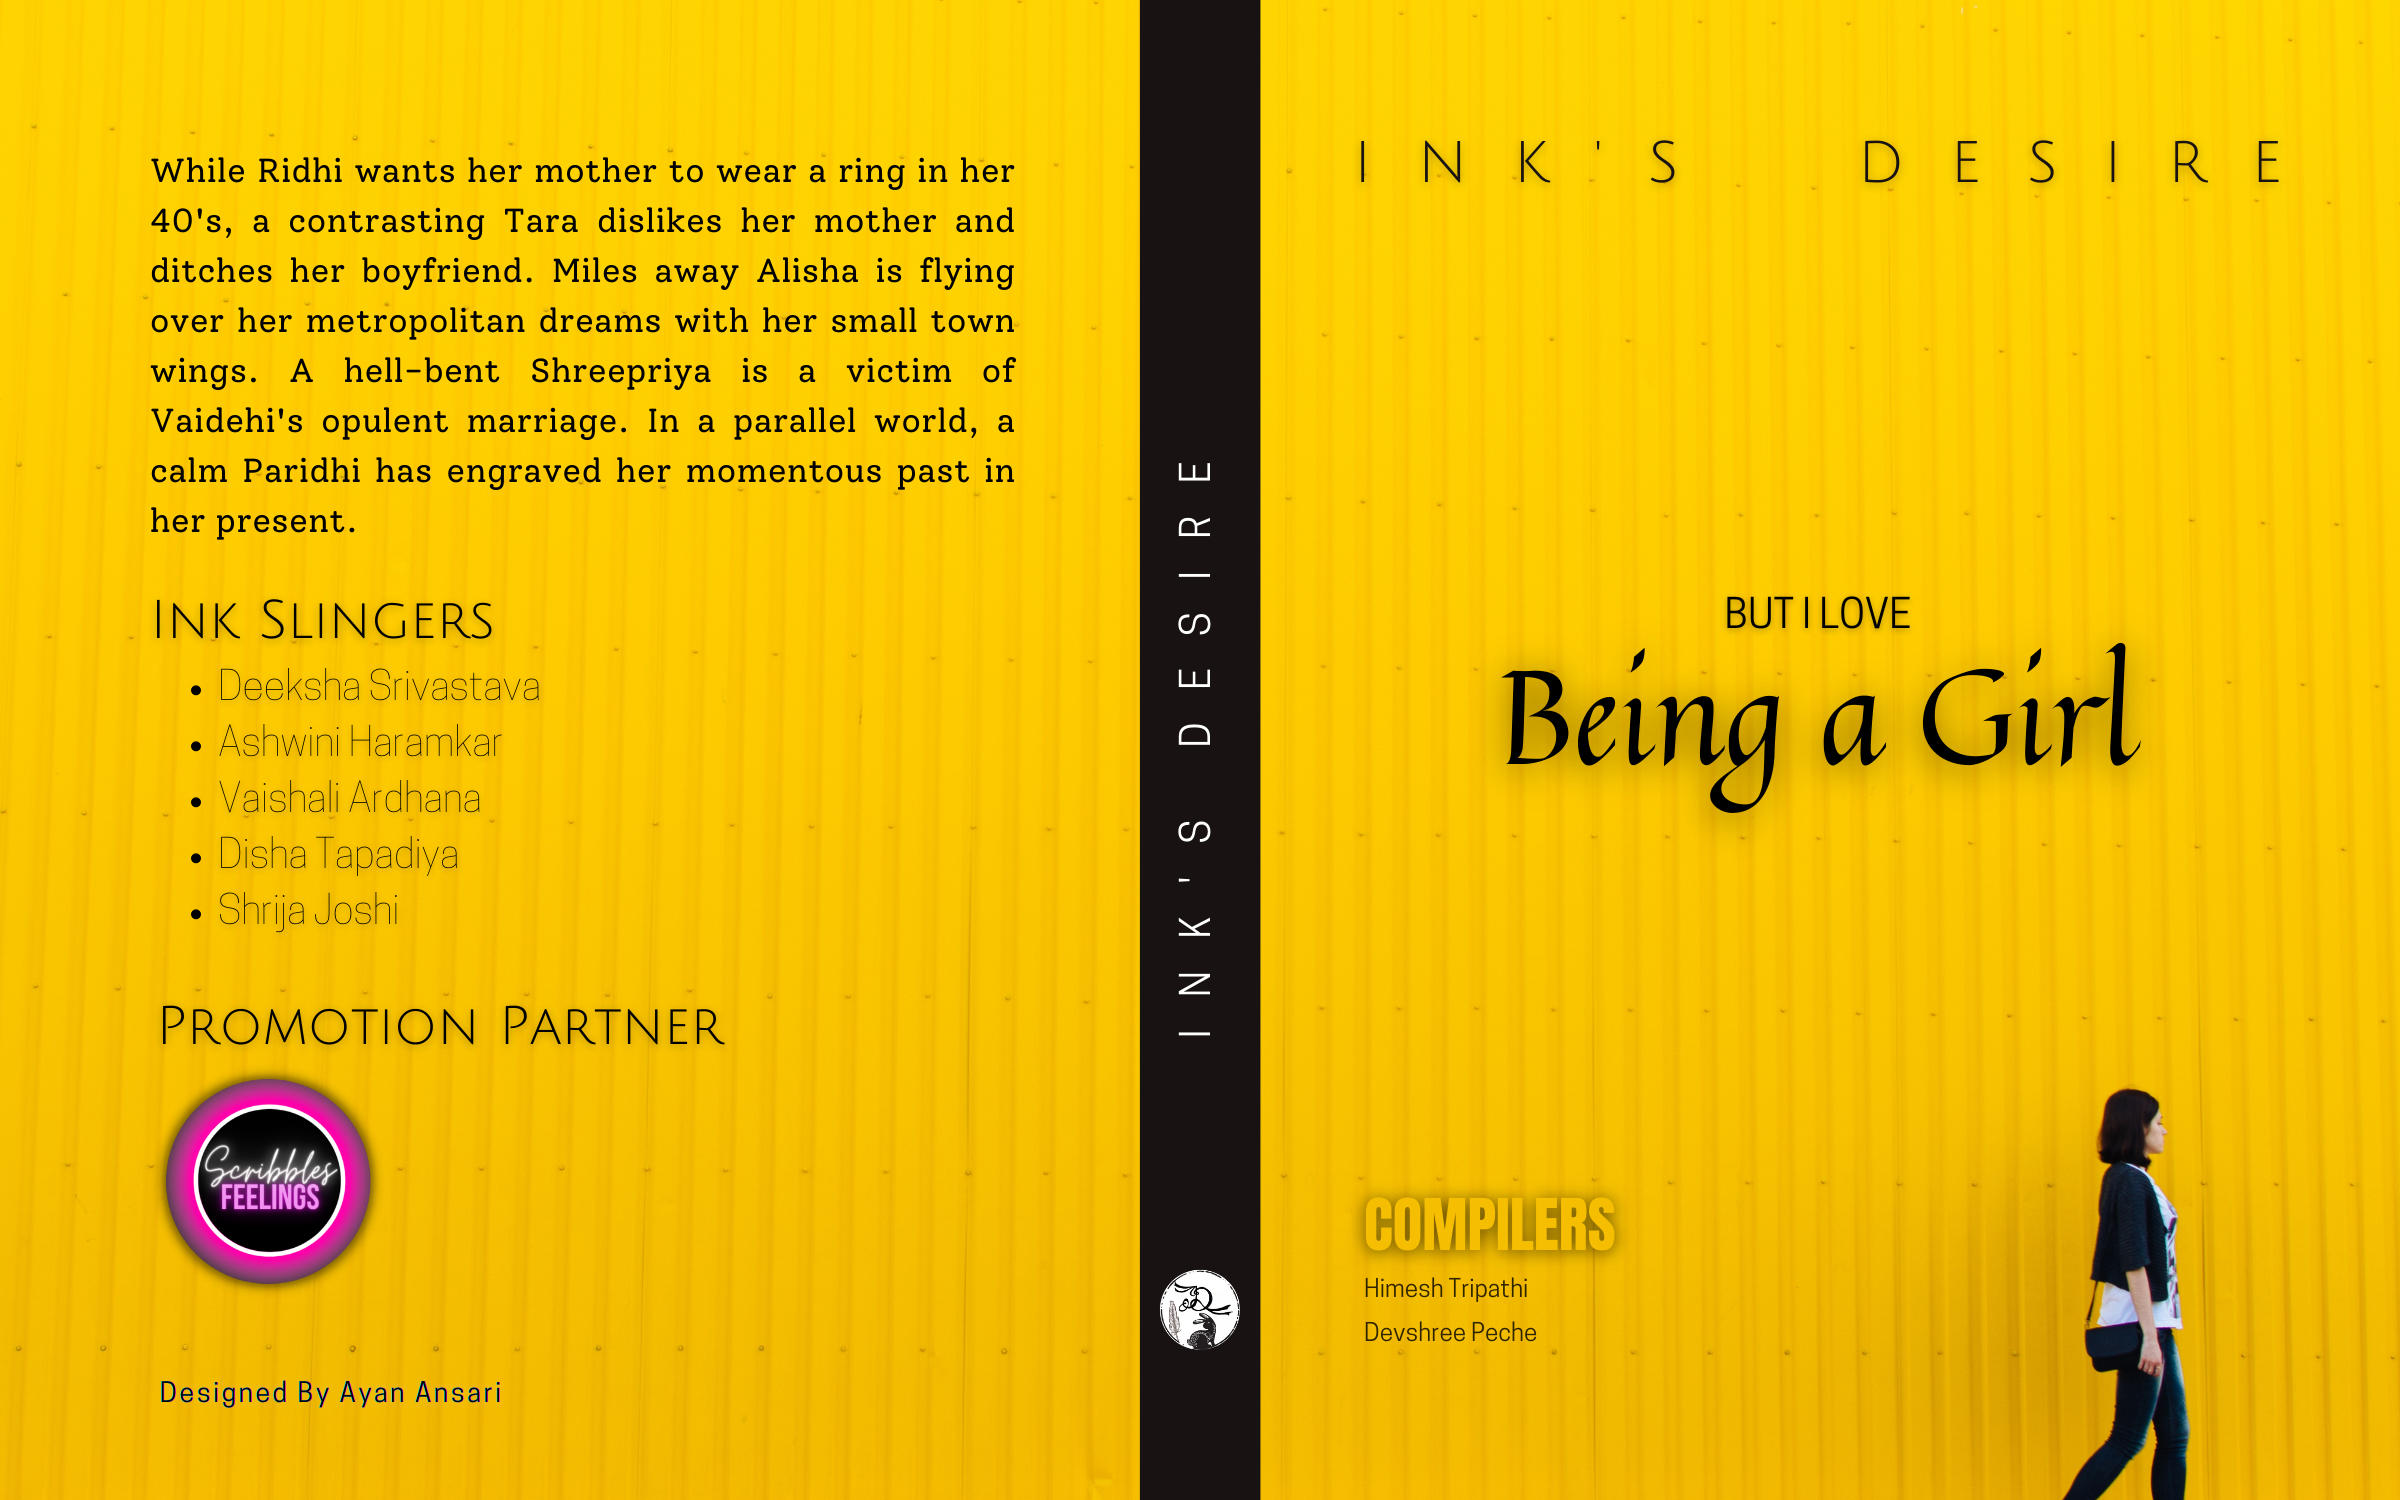 While Ridhi wants her mother to wear a ring in her
40's, a contrasting Tara dislikes her mother and
ditches her boyfriend. Miles away Alisha is flying
over her metropolitan dreams with her small town
wings. A hell-bent Shreepriya is a victim of
Vaidehi's opulent marriage. In a parallel world, a
calm Paridhi has engraved her momentous past in
her present.
INK SLINGERS
• Deeksha Srivastava
• Ashwini Haramkar
• Vaishali Ardhana
• Disha Tapadiya
• Shrija Joshi
PROMOTION PARTNER
Scribbles
FEELINGS
Designed By Ayan Ansari
INK'S DESIRE
INK'S DESIRE
BUT I LOVE
Being a Girl
COMPILERS
Himesh Tripathi
Devshree Peche